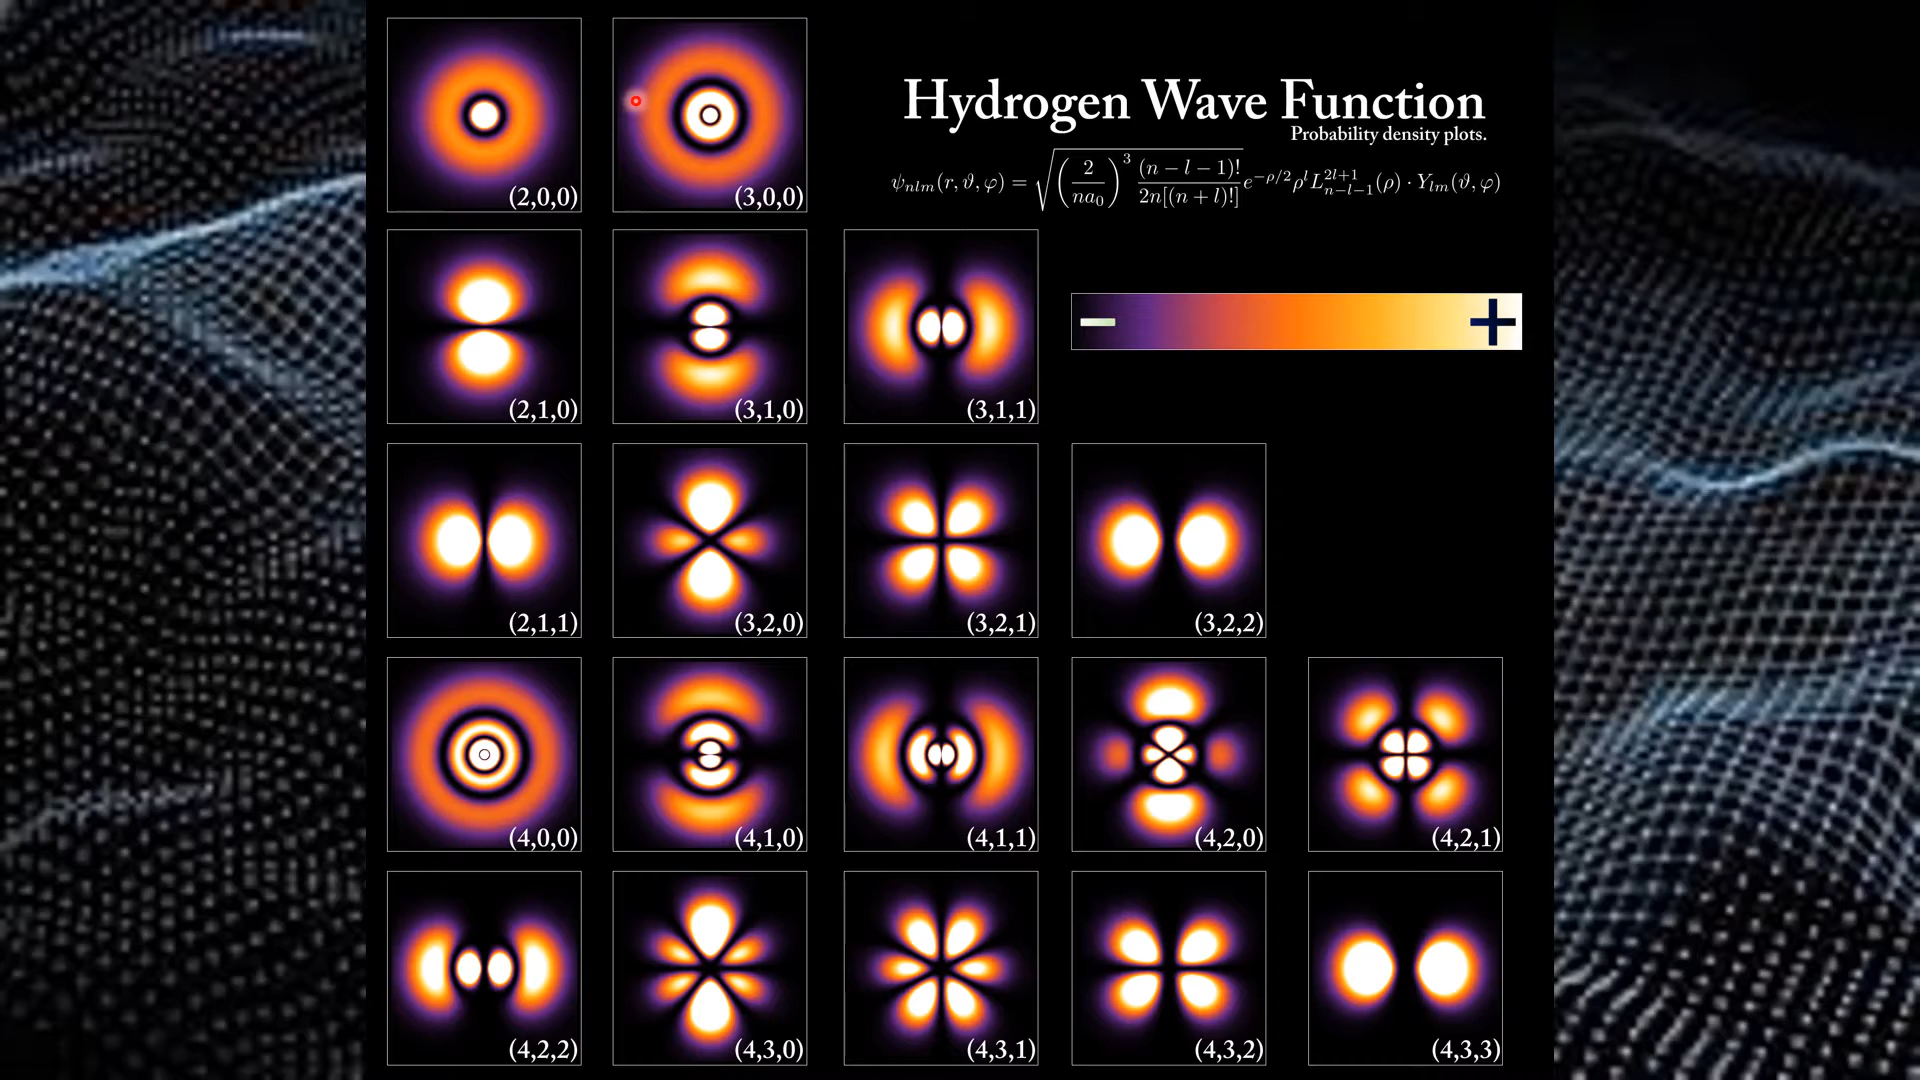 Hydrogen Wave Function
Probability density plots.
ψnlm(r, ϑ, φ) = √((2/na0)^3 (n − l − 1)!/2n[(n + l)!]) e^−ρ/2 ρ^l L^2l+1_n−l−1(ρ) · Ylm(ϑ, φ)
(2,0,0) (3,0,0)
− +
(2,1,0) (3,1,0) (3,1,1)
(2,1,1) (3,2,0) (3,2,1) (3,2,2)
(4,0,0) (4,1,0) (4,1,1) (4,2,0) (4,2,1)
(4,2,2) (4,3,0) (4,3,1) (4,3,2) (4,3,3)